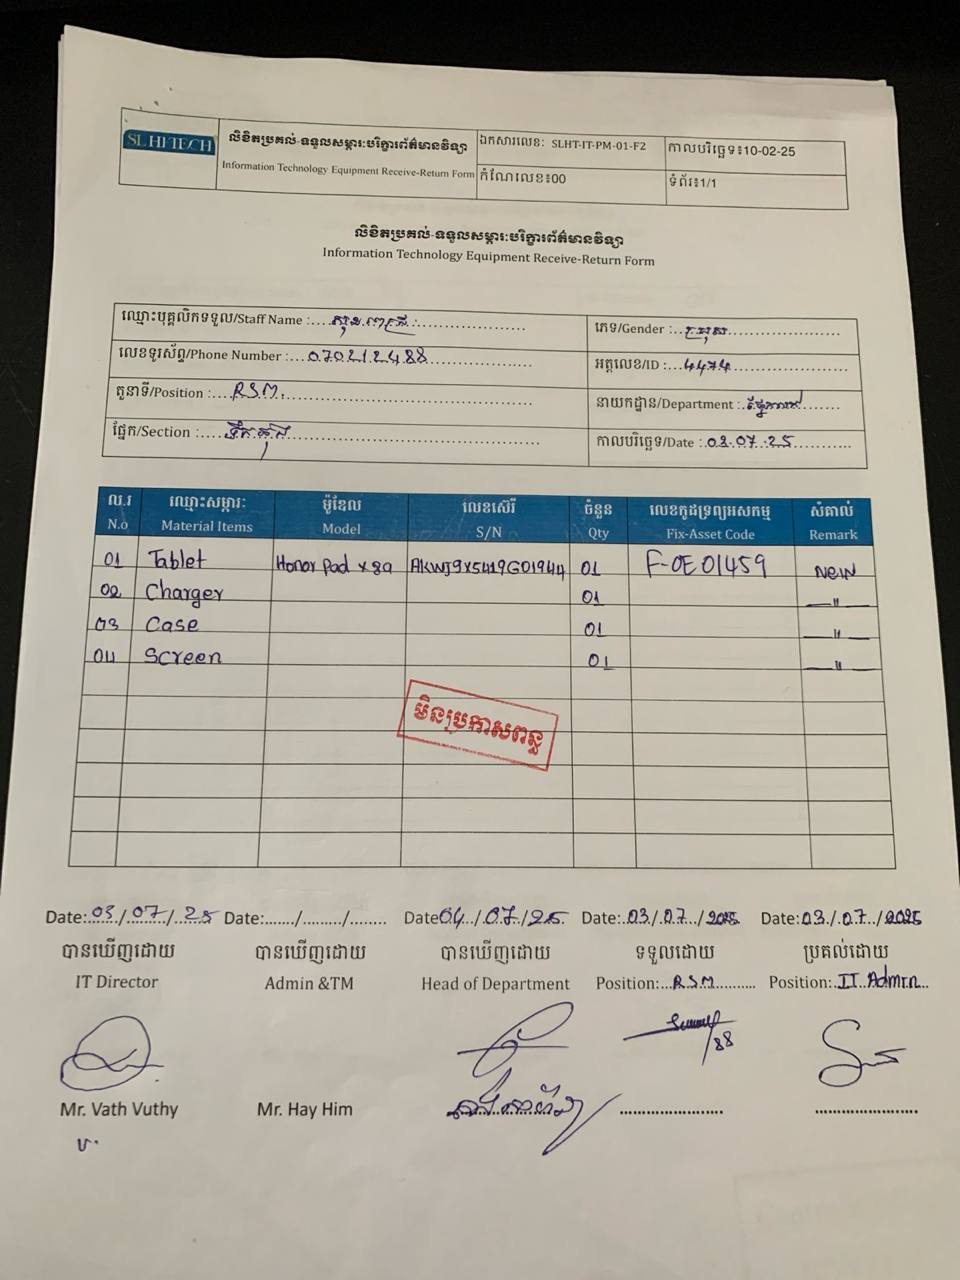 SL HI TECH
លិខិតប្រគល់-ទទួលសម្ភារៈបរិក្ខារព័ត៌មានវិទ្យា
Information Technology Equipment Receive-Return Form
ឯកសារលេខៈ SLHT-IT-PM-01-F2
កាលបរិច្ឆេទ៖10-02-25
កំណែលេខ៖00
ទំព័រ៖1/1
លិខិតប្រគល់-ទទួលសម្ភារៈបរិក្ខារព័ត៌មានវិទ្យា
Information Technology Equipment Receive-Return Form
ឈ្មោះបុគ្គលិកទទួល/Staff Name :
ភេទ/Gender : ប្រុស
លេខទូរស័ព្ទ/Phone Number : 070212488
អត្តលេខ/ID : 4474
តួនាទី/Position : RSM.
នាយកដ្ឋាន/Department :
ផ្នែក/Section : ទឹកសុទ្ធ
កាលបរិច្ឆេទ/Date : 03.07.25
ល.រ ឈ្មោះសម្ភារៈ ម៉ូឌែល លេខស៊េរី ចំនួន លេខកូដទ្រព្យអសកម្ម សំគាល់
N.o Material Items Model S/N Qty Fix-Asset Code Remark
01 Tablet Honor Pad x8a AKWJ9X5419G01944 01 F-OE01459 New
02 Charger 01 〃
03 Case 01 〃
04 Screen 01 〃
មិនប្រកាសពន្ធ
Date: 03/07/25 Date:....../........./....... Date 04/07/25 Date: 03/07/2025 Date: 03/07/2025
បានឃើញដោយ បានឃើញដោយ បានឃើញដោយ ទទួលដោយ ប្រគល់ដោយ
IT Director Admin &TM Head of Department Position: RSM Position: IT Admin
88
Mr. Vath Vuthy Mr. Hay Him